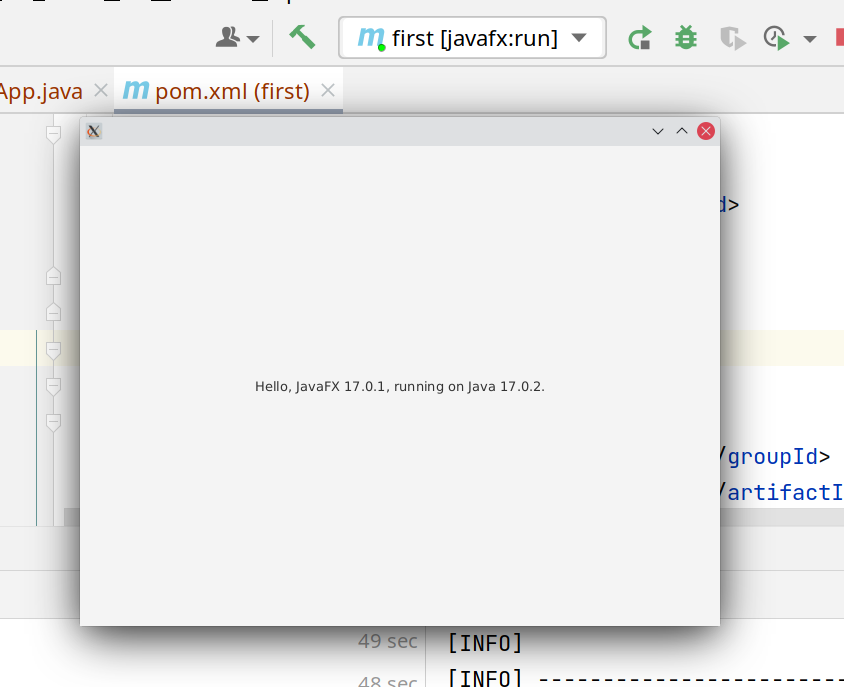 first [javafx:run]
App.java
pom.xml (first)
d>
Hello, JavaFX 17.0.1, running on Java 17.0.2.
/groupId>
/artifactI
49 sec
[INFO]
48 sec
[INFO] ------------------------